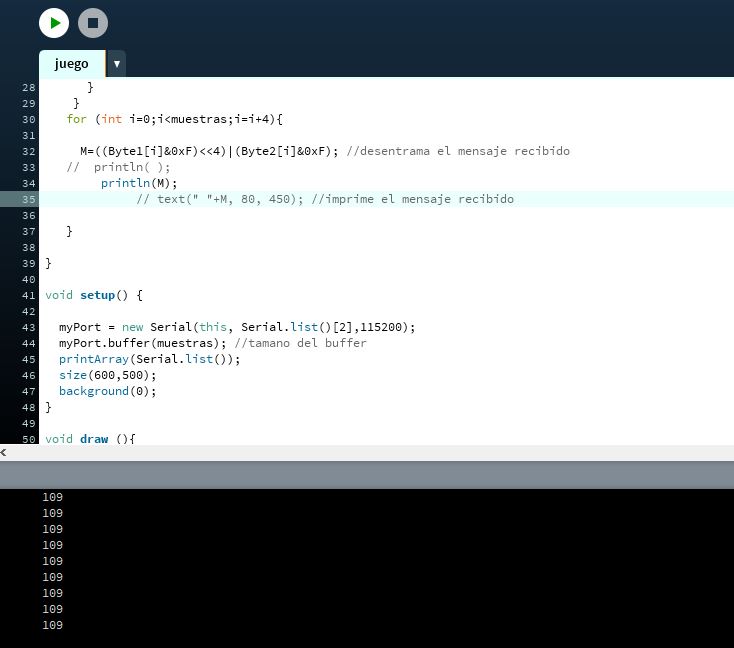 juego
28 }
29 }
30 for (int i=0;i<muestras;i=i+4){
31
32 M=((Byte1[i]&0xF)<<4)|(Byte2[i]&0xF); //desentrama el mensaje recibido
33 // println( );
34 println(M);
35 // text(" "+M, 80, 450); //imprime el mensaje recibido
36
37 }
38
39 }
40
41 void setup() {
42
43 myPort = new Serial(this, Serial.list()[2],115200);
44 myPort.buffer(muestras); //tamano del buffer
45 printArray(Serial.list());
46 size(600,500);
47 background(0);
48 }
49
50 void draw (){
109
109
109
109
109
109
109
109
109